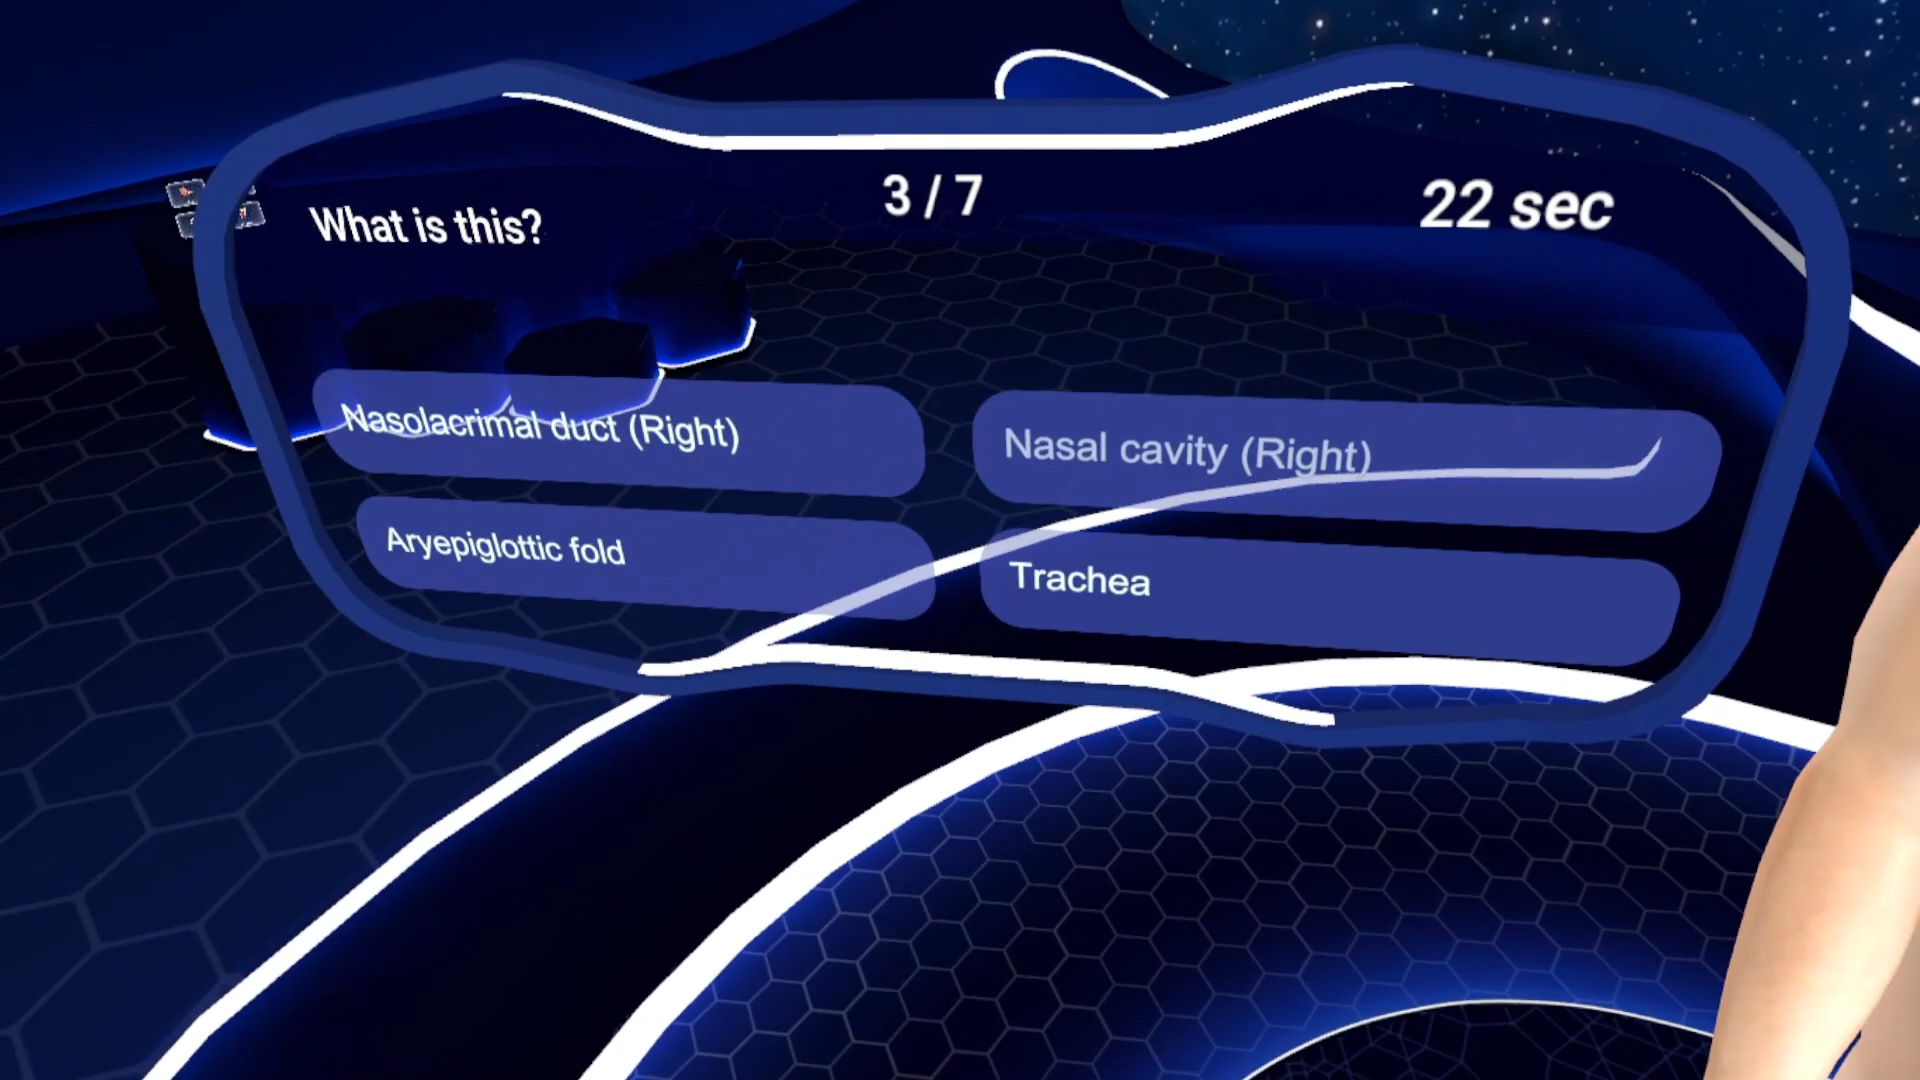 What is this?
3 / 7
22 sec
Nasolacrimal duct (Right)
Nasal cavity (Right)
Aryepiglottic fold
Trachea